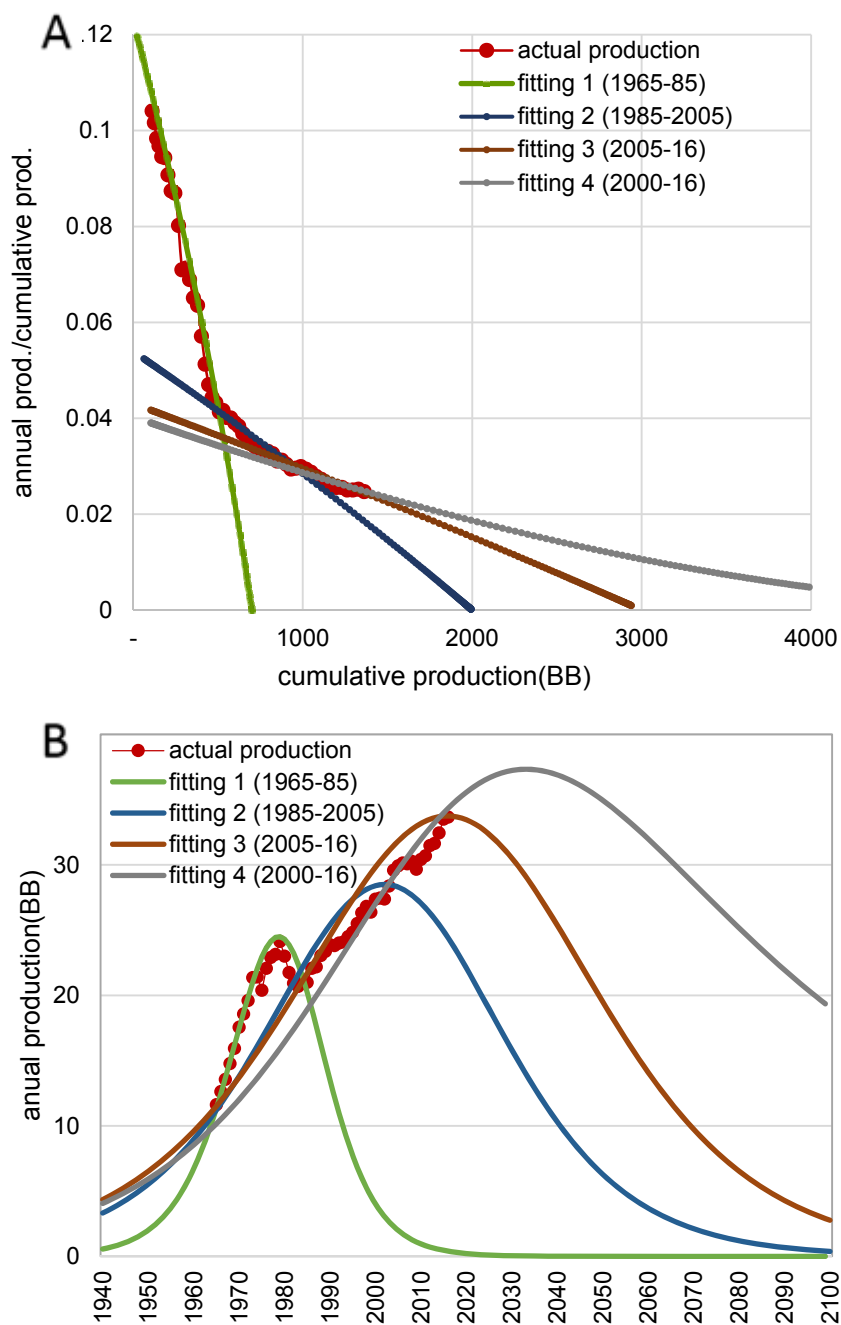 A
.12
actual production
fitting 1 (1965-85)
fitting 2 (1985-2005)
fitting 3 (2005-16)
fitting 4 (2000-16)
0.1
0.08
0.06
0.04
0.02
0
annual prod./cumulative prod.
-
1000
2000
3000
4000
cumulative production(BB)
B
actual production
fitting 1 (1965-85)
fitting 2 (1985-2005)
fitting 3 (2005-16)
fitting 4 (2000-16)
30
20
10
0
anual production(BB)
1940
1950
1960
1970
1980
1990
2000
2010
2020
2030
2040
2050
2060
2070
2080
2090
2100